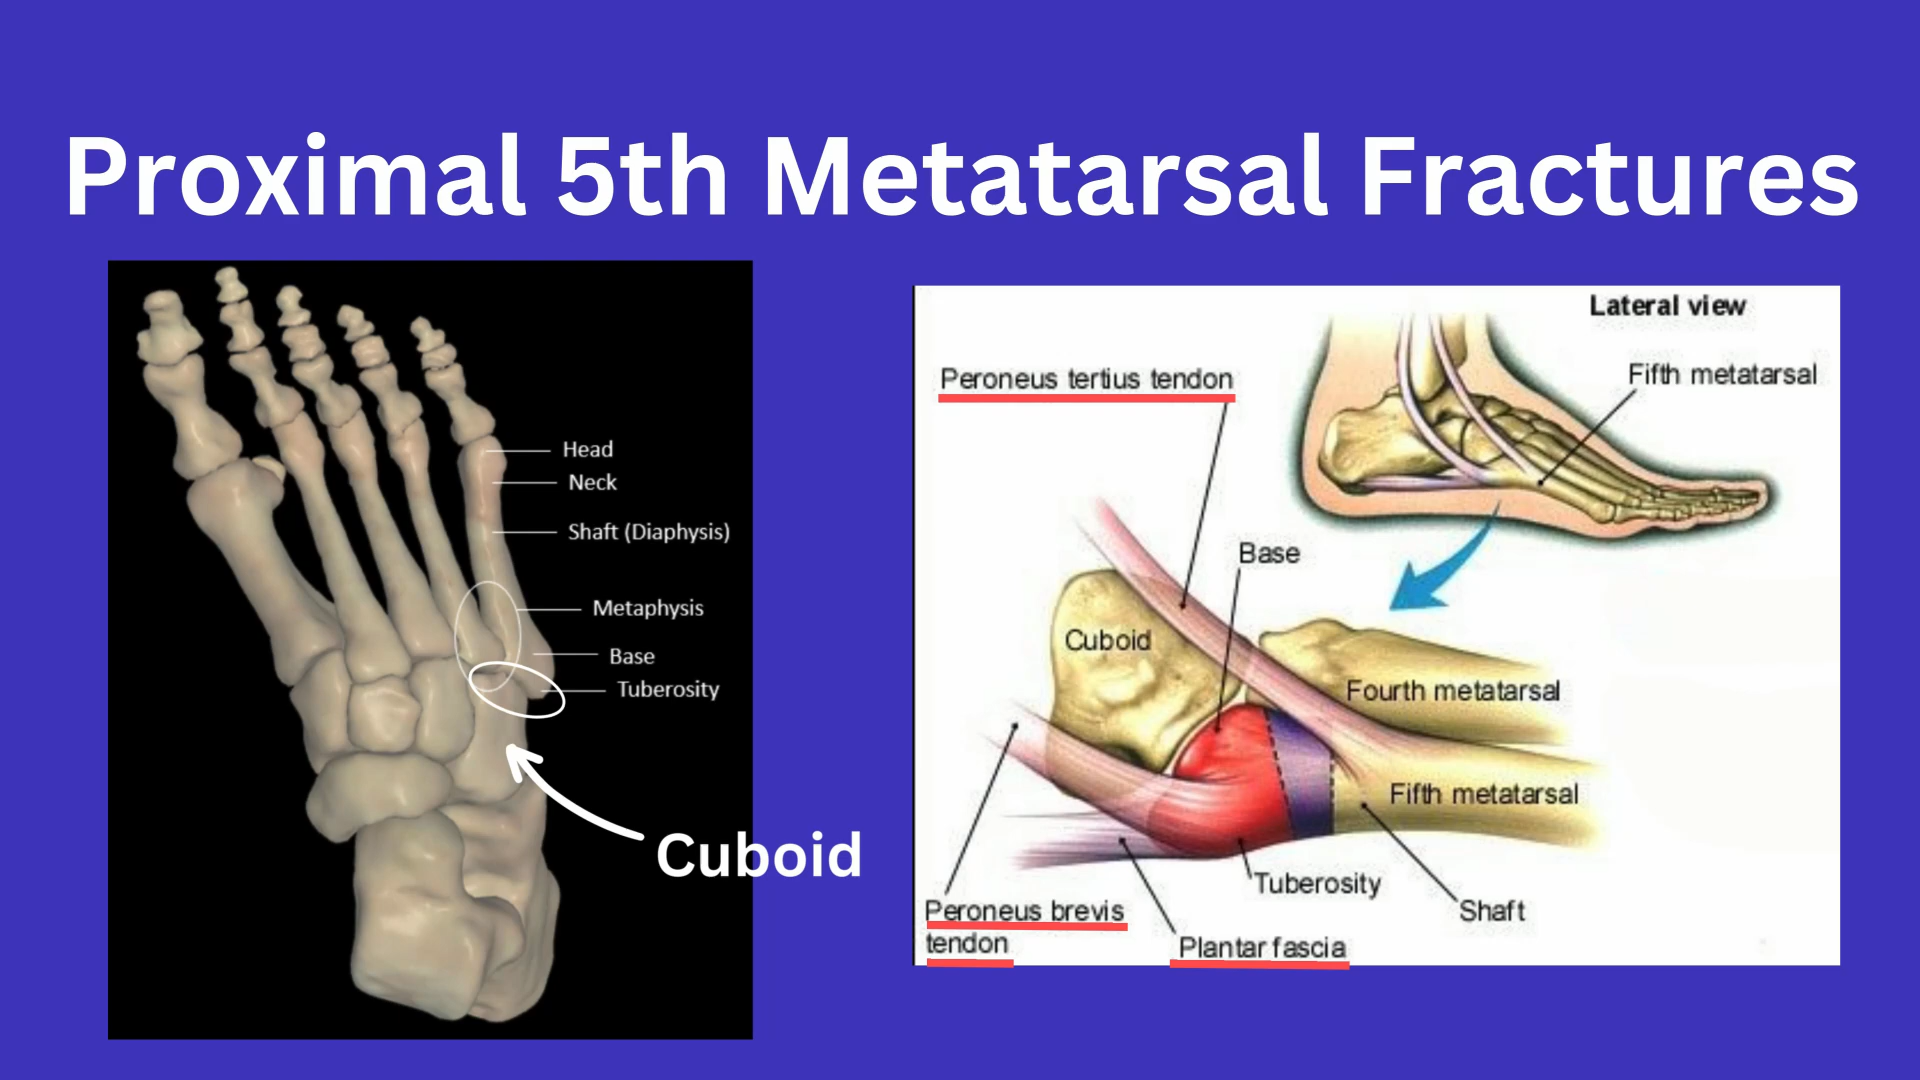 Proximal 5th Metatarsal Fractures
Head
Neck
Shaft (Diaphysis)
Metaphysis
Base
Tuberosity
Cuboid
Lateral view
Fifth metatarsal
Peroneus tertius tendon
Base
Cuboid
Fourth metatarsal
Fifth metatarsal
Tuberosity
Shaft
Peroneus brevis
tendon
Plantar fascia